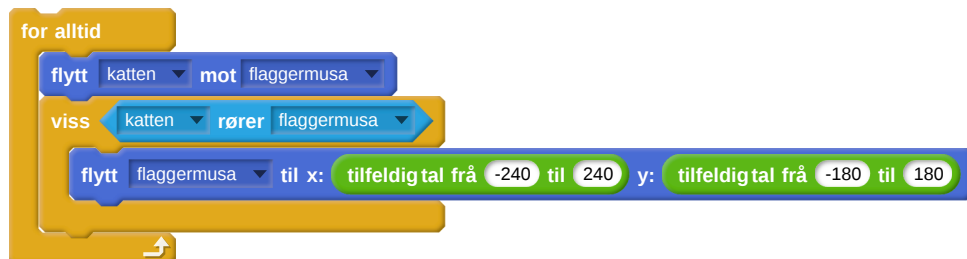 for alltid
flytt katten mot flaggermusa
viss katten rører flaggermusa
flytt flaggermusa til x: tilfeldig tal frå -240 til 240 y: tilfeldig tal frå -180 til 180